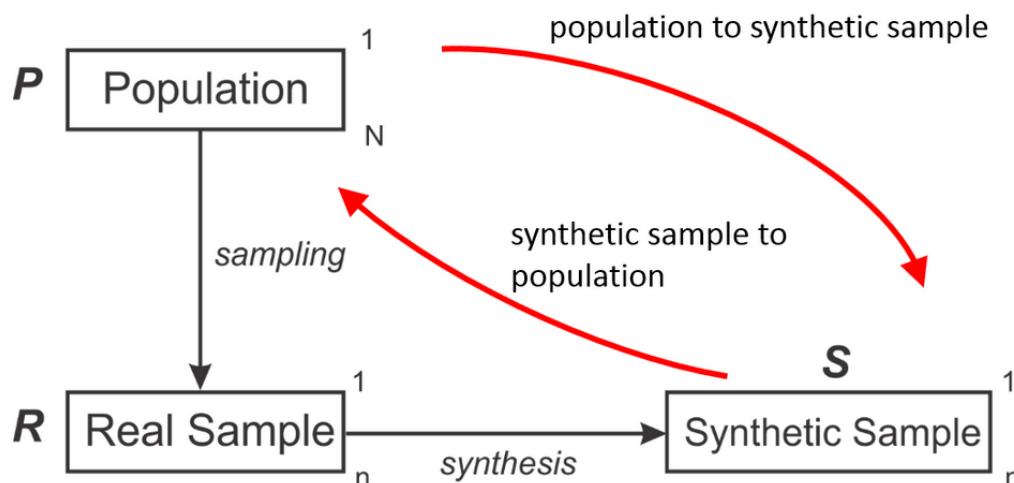 population to synthetic sample
1
P
Population
N
synthetic sample to
population
sampling
S
1
1
R
Real Sample
Synthetic Sample
synthesis
n
n